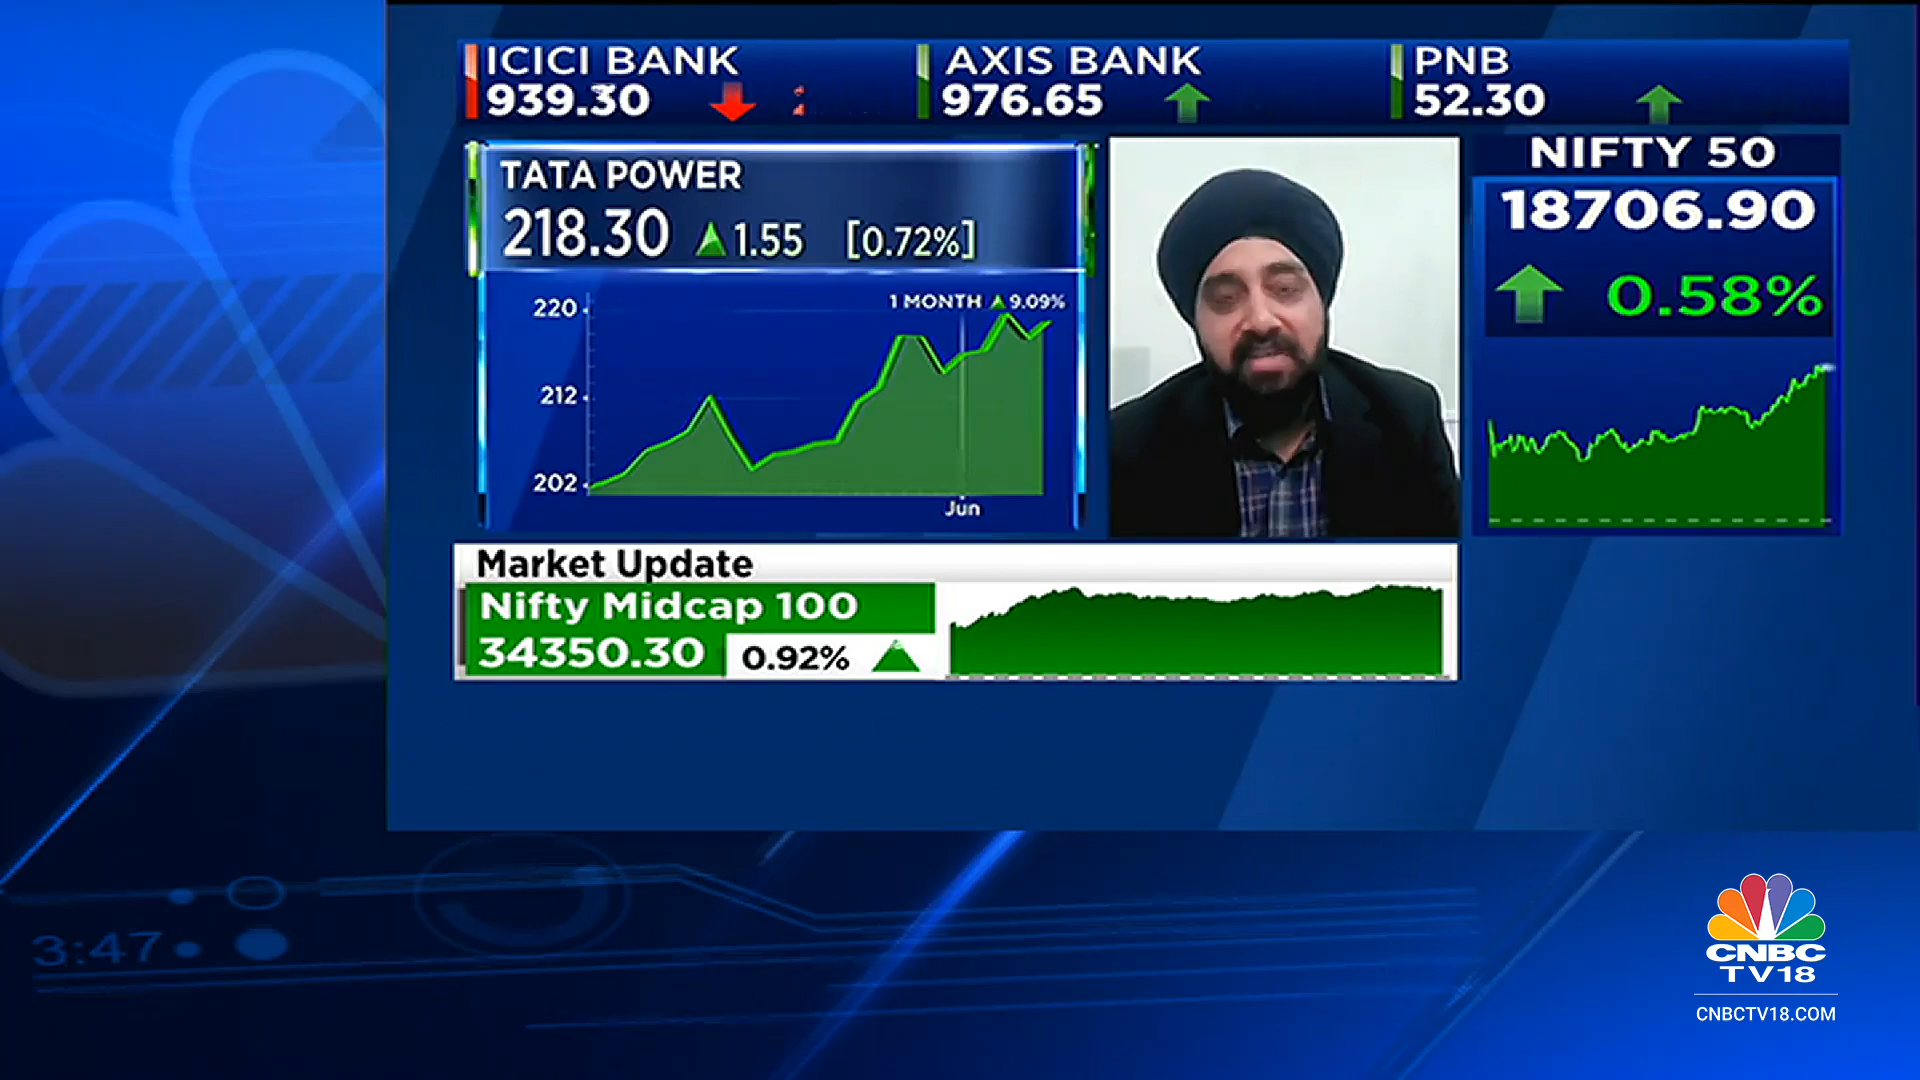 ICICI BANK
939.30
AXIS BANK
976.65
PNB
52.30
TATA POWER
218.30 ▲ 1.55 [0.72%]
1 MONTH ▲ 9.09%
220
212
202
Jun
NIFTY 50
18706.90
0.58%
Market Update
Nifty Midcap 100
34350.30 0.92%
3:47
CNBC
TV18
CNBCTV18.COM